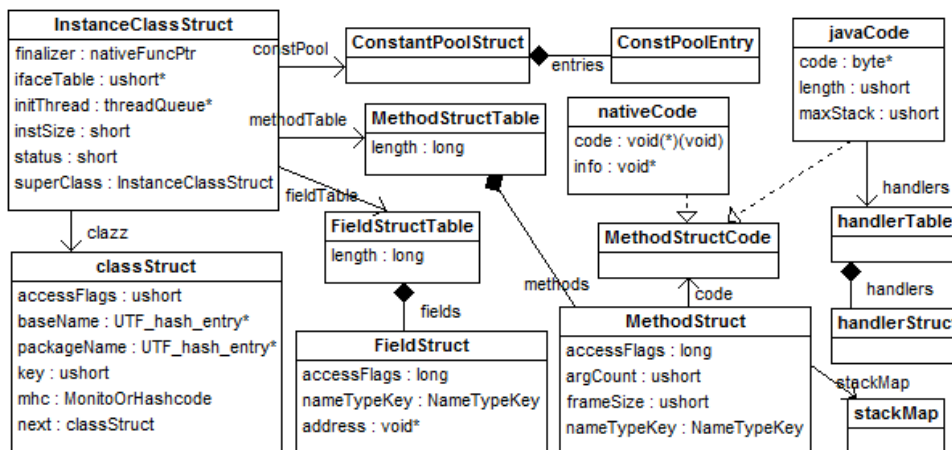 InstanceClassStruct
finalizer : nativeFuncPtr
ifaceTable : ushort*
initThread : threadQueue*
instSize : short
status : short
superClass : InstanceClassStruct
constPool
ConstantPoolStruct
entries
ConstPoolEntry
javaCode
code : byte*
length : ushort
maxStack : ushort
methodTable
MethodStructTable
length : long
nativeCode
code : void(*)(void)
info : void*
handlers
fieldTable
FieldStructTable
length : long
MethodStructCode
handlerTable
clazz
classStruct
accessFlags : ushort
baseName : UTF_hash_entry*
packageName : UTF_hash_entry*
key : ushort
mhc : MonitoOrHashcode
next : classStruct
fields
methods
code
handlers
FieldStruct
accessFlags : long
nameTypeKey : NameTypeKey
address : void*
MethodStruct
accessFlags : long
argCount : ushort
frameSize : ushort
nameTypeKey : NameTypeKey
handlerStruct
stackMap
stackMap